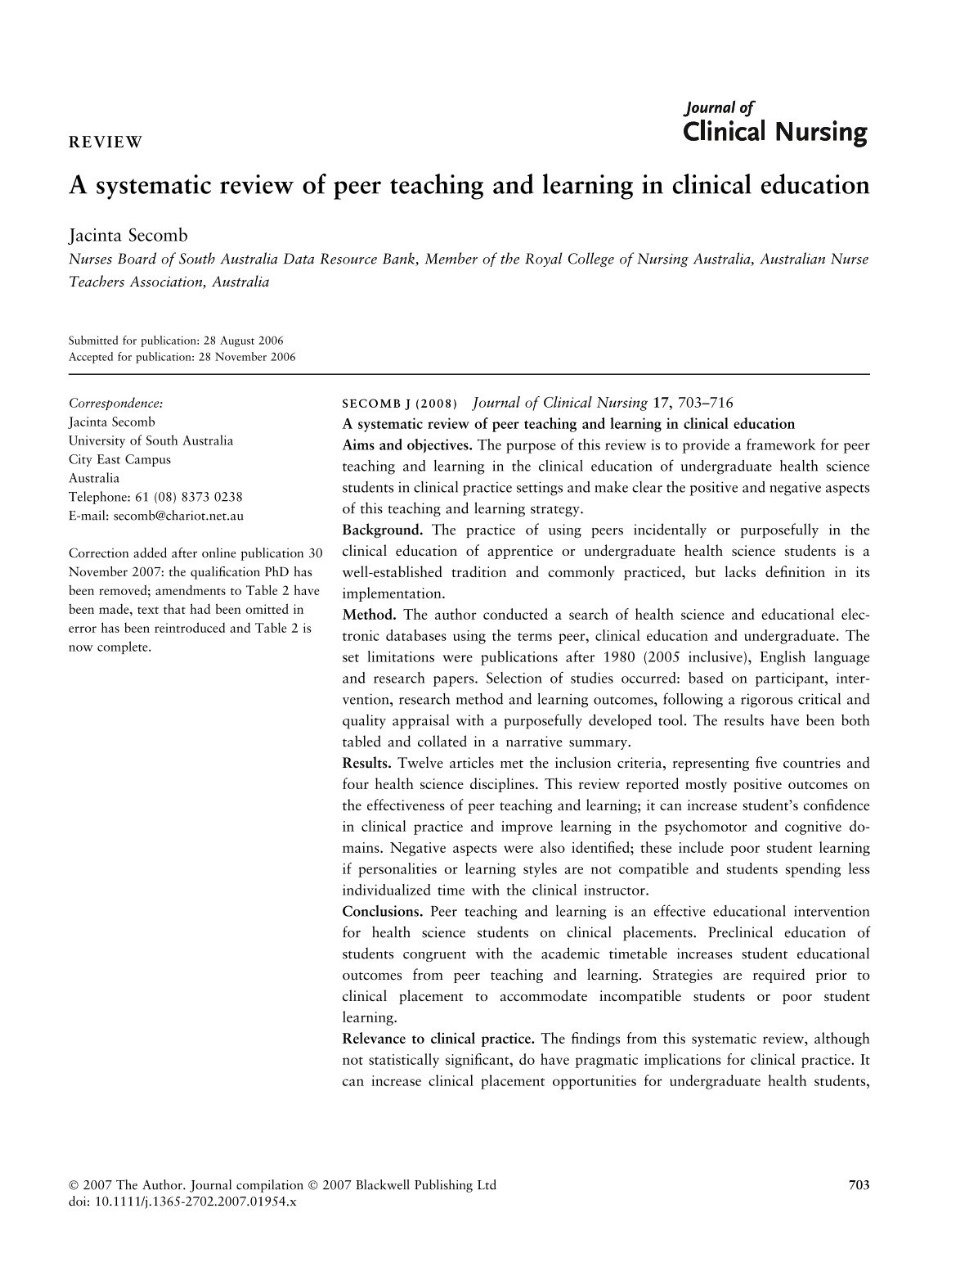 Journal of
Clinical Nursing
REVIEW
A systematic review of peer teaching and learning in clinical education
Jacinta Secomb
Nurses Board of South Australia Data Resource Bank, Member of the Royal College of Nursing Australia, Australian Nurse
Teachers Association, Australia
Submitted for publication: 28 August 2006
Accepted for publication: 28 November 2006
Correspondence:
Jacinta Secomb
University of South Australia
City East Campus
Australia
Telephone: 61 (08) 8373 0238
E-mail: secomb@chariot.net.au
Correction added after online publication 30
November 2007: the qualification PhD has
been removed; amendments to Table 2 have
been made, text that had been omitted in
error has been reintroduced and Table 2 is
now complete.
SECOMB J (2008) Journal of Clinical Nursing 17, 703–716
A systematic review of peer teaching and learning in clinical education
Aims and objectives. The purpose of this review is to provide a framework for peer
teaching and learning in the clinical education of undergraduate health science
students in clinical practice settings and make clear the positive and negative aspects
of this teaching and learning strategy.
Background. The practice of using peers incidentally or purposefully in the
clinical education of apprentice or undergraduate health science students is a
well-established tradition and commonly practiced, but lacks definition in its
implementation.
Method. The author conducted a search of health science and educational elec-
tronic databases using the terms peer, clinical education and undergraduate. The
set limitations were publications after 1980 (2005 inclusive), English language
and research papers. Selection of studies occurred: based on participant, inter-
vention, research method and learning outcomes, following a rigorous critical and
quality appraisal with a purposefully developed tool. The results have been both
tabled and collated in a narrative summary.
Results. Twelve articles met the inclusion criteria, representing five countries and
four health science disciplines. This review reported mostly positive outcomes on
the effectiveness of peer teaching and learning; it can increase student's confidence
in clinical practice and improve learning in the psychomotor and cognitive do-
mains. Negative aspects were also identified; these include poor student learning
if personalities or learning styles are not compatible and students spending less
individualized time with the clinical instructor.
Conclusions. Peer teaching and learning is an effective educational intervention
for health science students on clinical placements. Preclinical education of
students congruent with the academic timetable increases student educational
outcomes from peer teaching and learning. Strategies are required prior to
clinical placement to accommodate incompatible students or poor student
learning.
Relevance to clinical practice. The findings from this systematic review, although
not statistically significant, do have pragmatic implications for clinical practice. It
can increase clinical placement opportunities for undergraduate health students,
© 2007 The Author. Journal compilation © 2007 Blackwell Publishing Ltd 703
doi: 10.1111/j.1365-2702.2007.01954.x